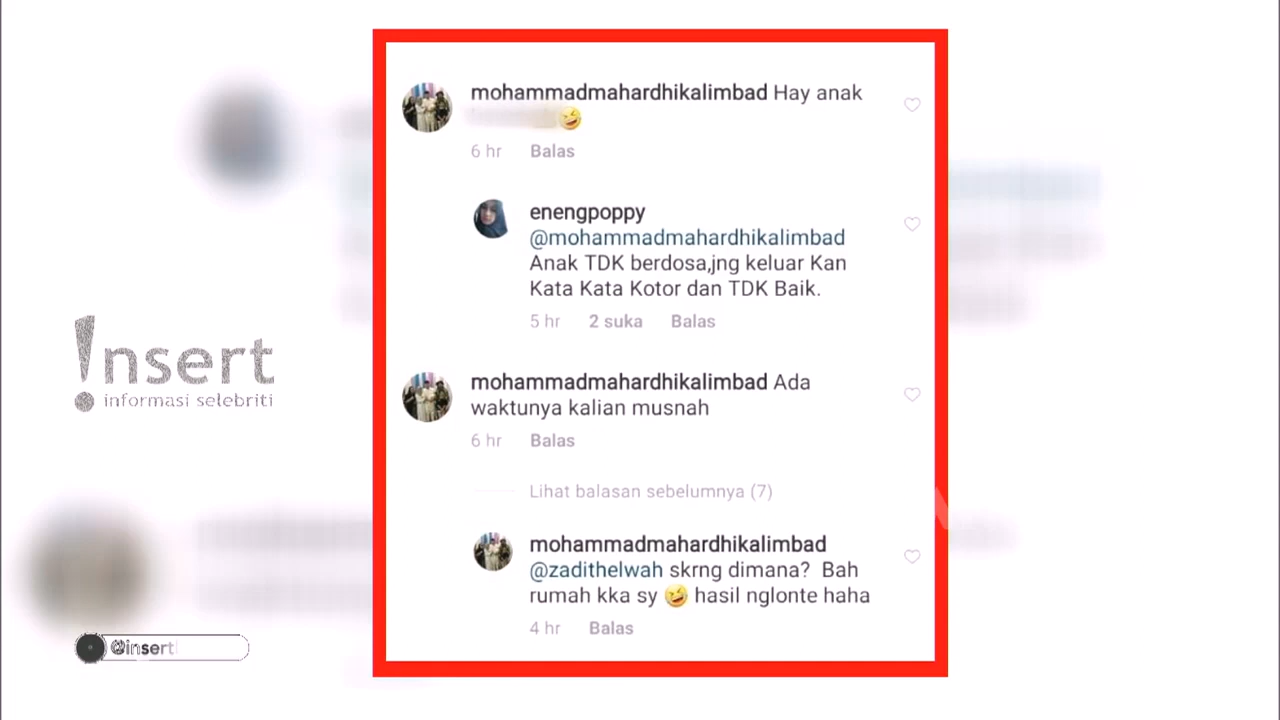 mohammadmahardhikalimbad Hay anak
😆
6 hr Balas
enengpoppy
@mohammadmahardhikalimbad
Anak TDK berdosa,jng keluar Kan
Kata Kata Kotor dan TDK Baik.
5 hr 2 suka Balas
mohammadmahardhikalimbad Ada
waktunya kalian musnah
6 hr Balas
Lihat balasan sebelumnya (7)
mohammadmahardhikalimbad
@zadithelwah skrng dimana? Bah
rumah kka sy 😆 hasil nglonte haha
4 hr Balas
Insert
informasi selebriti
@insert